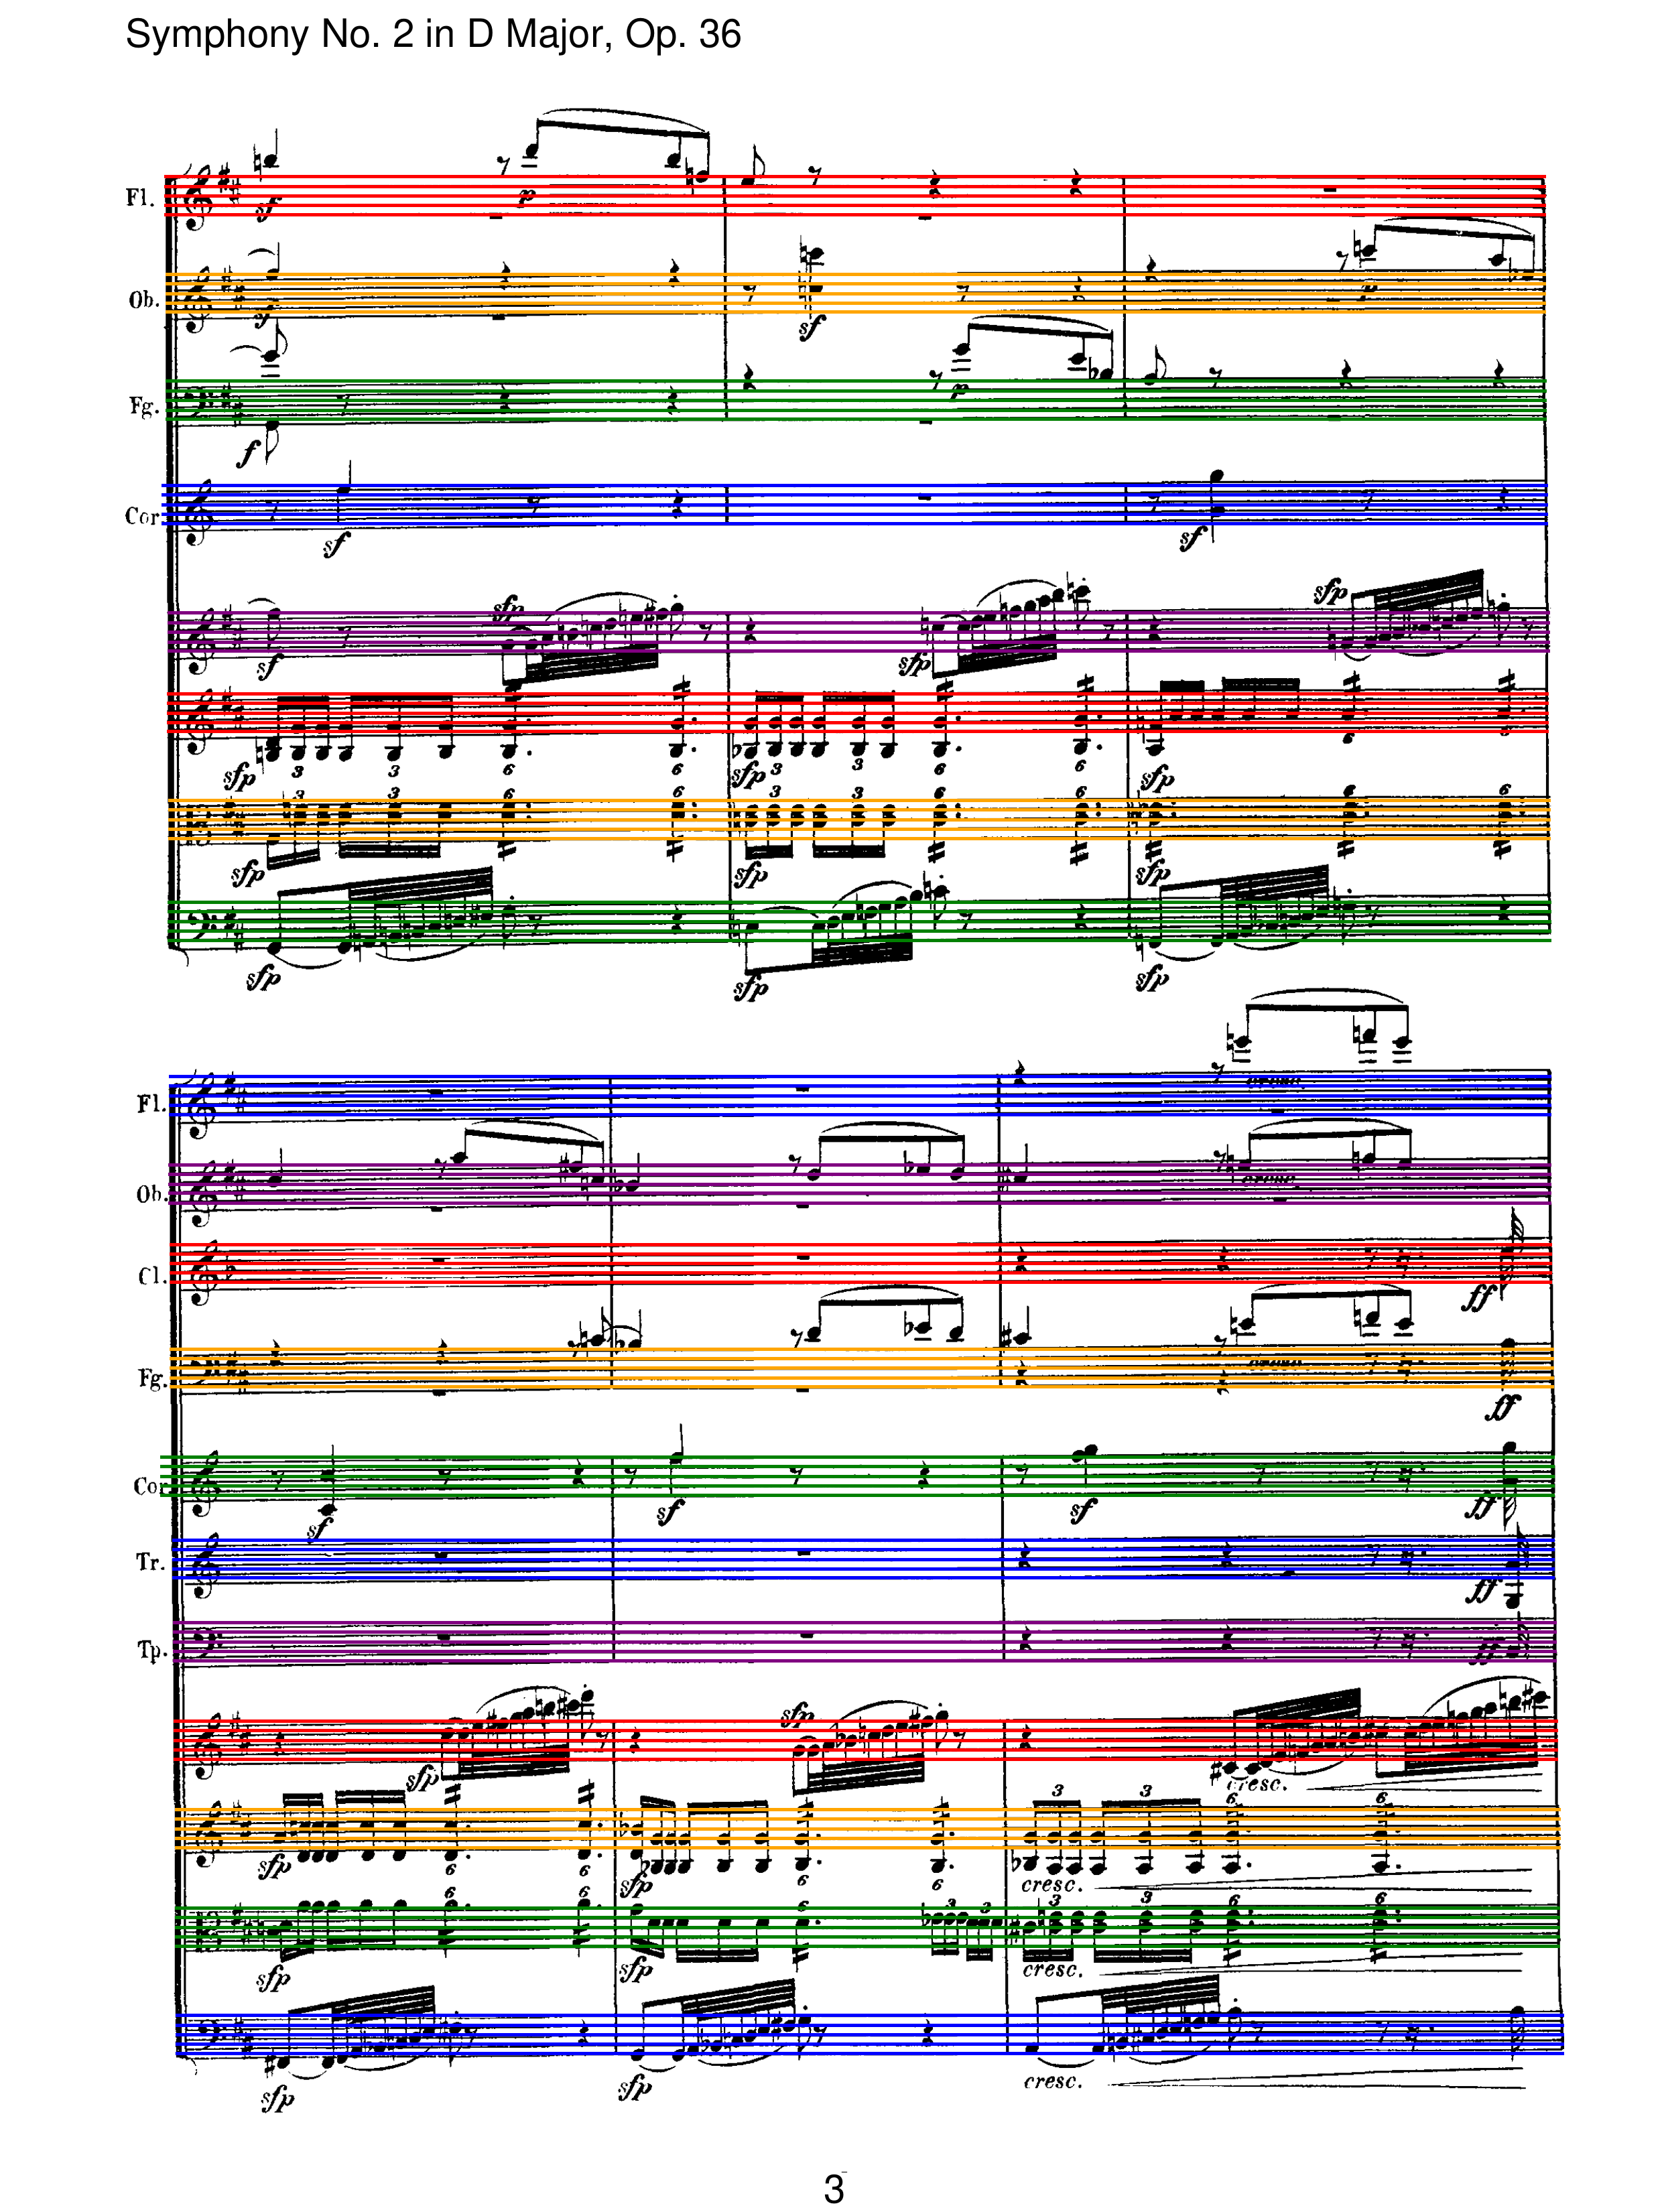 Symphony No. 2 in D Major, Op. 36
Fl.
sf
p
Ob.
sf
p
Fg.
f
p
Cor
sf
sf
sf
sfp
sfp
sfp
sfp 3 3 6 6
sfp 3 3 6 6
sfp 6
sfp 3 3 6 6
sfp 3 3 6 6
sfp 6 6
sfp
sfp
sfp
Fl.
cresc.
Ob.
cresc.
Cl.
ff
Fg.
cresc.
ff
Cor
sf
sf
sf
ff
Tr.
ff
Tp.
ff
sfp
sfp
cresc.
sfp 6 6
sfp 6 6
cresc. 3 3 6 6
sfp 6 6
sfp 6 3 3
cresc. 3 3 6 6
sfp
sfp
cresc.
3